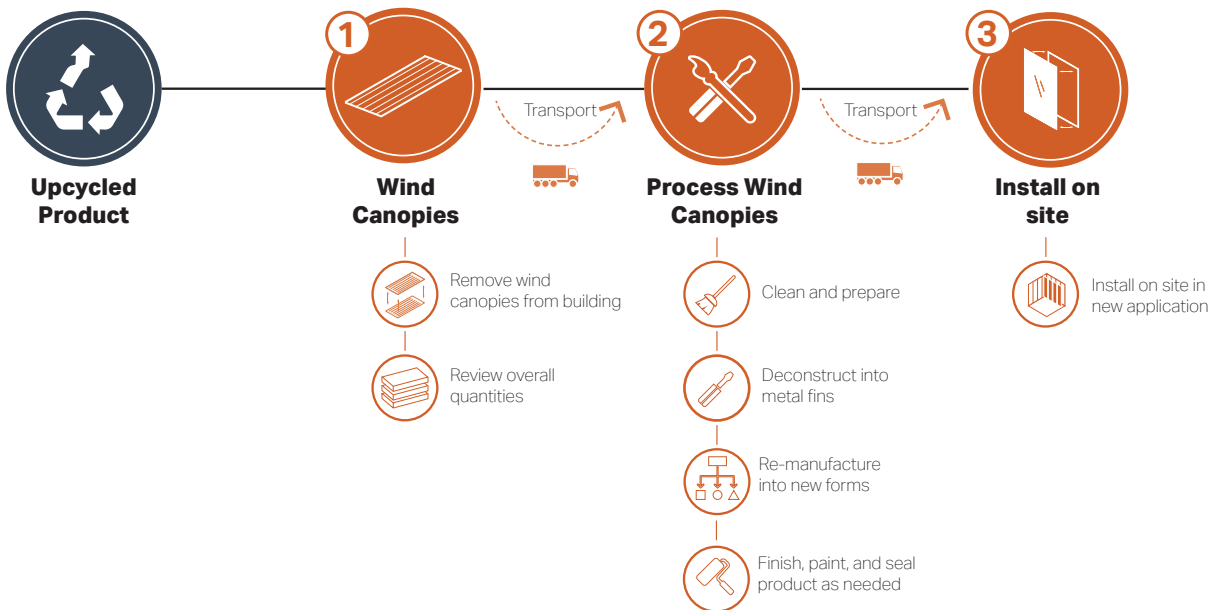 Upcycled
Product
1
Wind
Canopies
Remove wind
canopies from building
Review overall
quantities
Transport
2
Process Wind
Canopies
Clean and prepare
Deconstruct into
metal fins
Re-manufacture
into new forms
Finish, paint, and seal
product as needed
Transport
3
Install on
site
Install on site in
new application